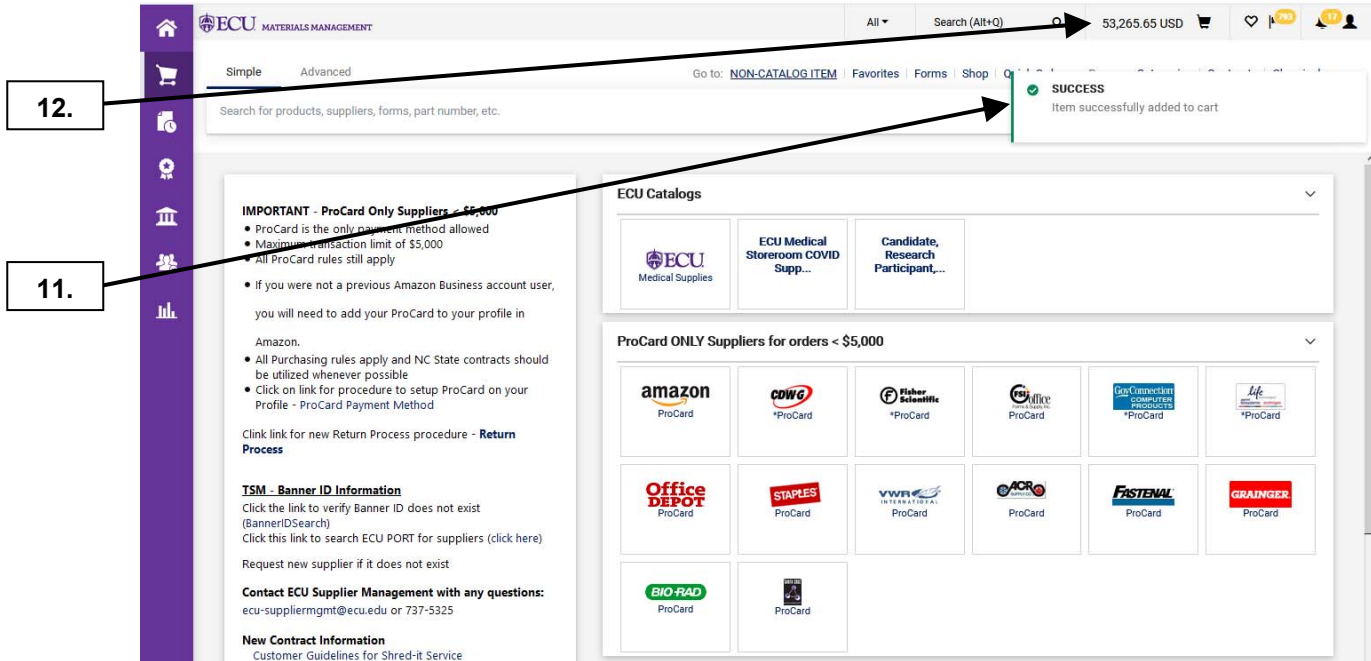 ECU MATERIALS MANAGEMENT
All
Search (Alt+Q)
53,265.65 USD
793
17
12.
Simple Advanced
Go to: NON-CATALOG ITEM Favorites Forms Shop
SUCCESS
Item successfully added to cart
Search for products, suppliers, forms, part number, etc.
11.
IMPORTANT - ProCard Only Suppliers < $5,000
• ProCard is the only payment method allowed
• Maximum transaction limit of $5,000
• All ProCard rules still apply
• If you were not a previous Amazon Business account user,
you will need to add your ProCard to your profile in
Amazon.
• All Purchasing rules apply and NC State contracts should
be utilized whenever possible
• Click on link for procedure to setup ProCard on your
Profile - ProCard Payment Method
Clink link for new Return Process procedure - Return
Process
TSM - Banner ID Information
Click the link to verify Banner ID does not exist
(BannerIDSearch)
Click this link to search ECU PORT for suppliers (click here)
Request new supplier if it does not exist
Contact ECU Supplier Management with any questions:
ecu-suppliermgmt@ecu.edu or 737-5325
New Contract Information
Customer Guidelines for Shred-it Service
ECU Catalogs
ECU
Medical Supplies
ECU Medical
Storeroom COVID
Supp...
Candidate,
Research
Participant,...
ProCard ONLY Suppliers for orders < $5,000
amazon
ProCard
CDWG
*ProCard
Fisher
Scientific
*ProCard
FSIoffice
ProCard
GovConnection
COMPUTER
PRODUCTS
*ProCard
life
*ProCard
Office
DEPOT
ProCard
STAPLES
ProCard
VWR
INTERNATIONAL
ProCard
ACR
SUPPLY CO
ProCard
FASTENAL
ProCard
GRAINGER
ProCard
BIO-RAD
ProCard
ProCard